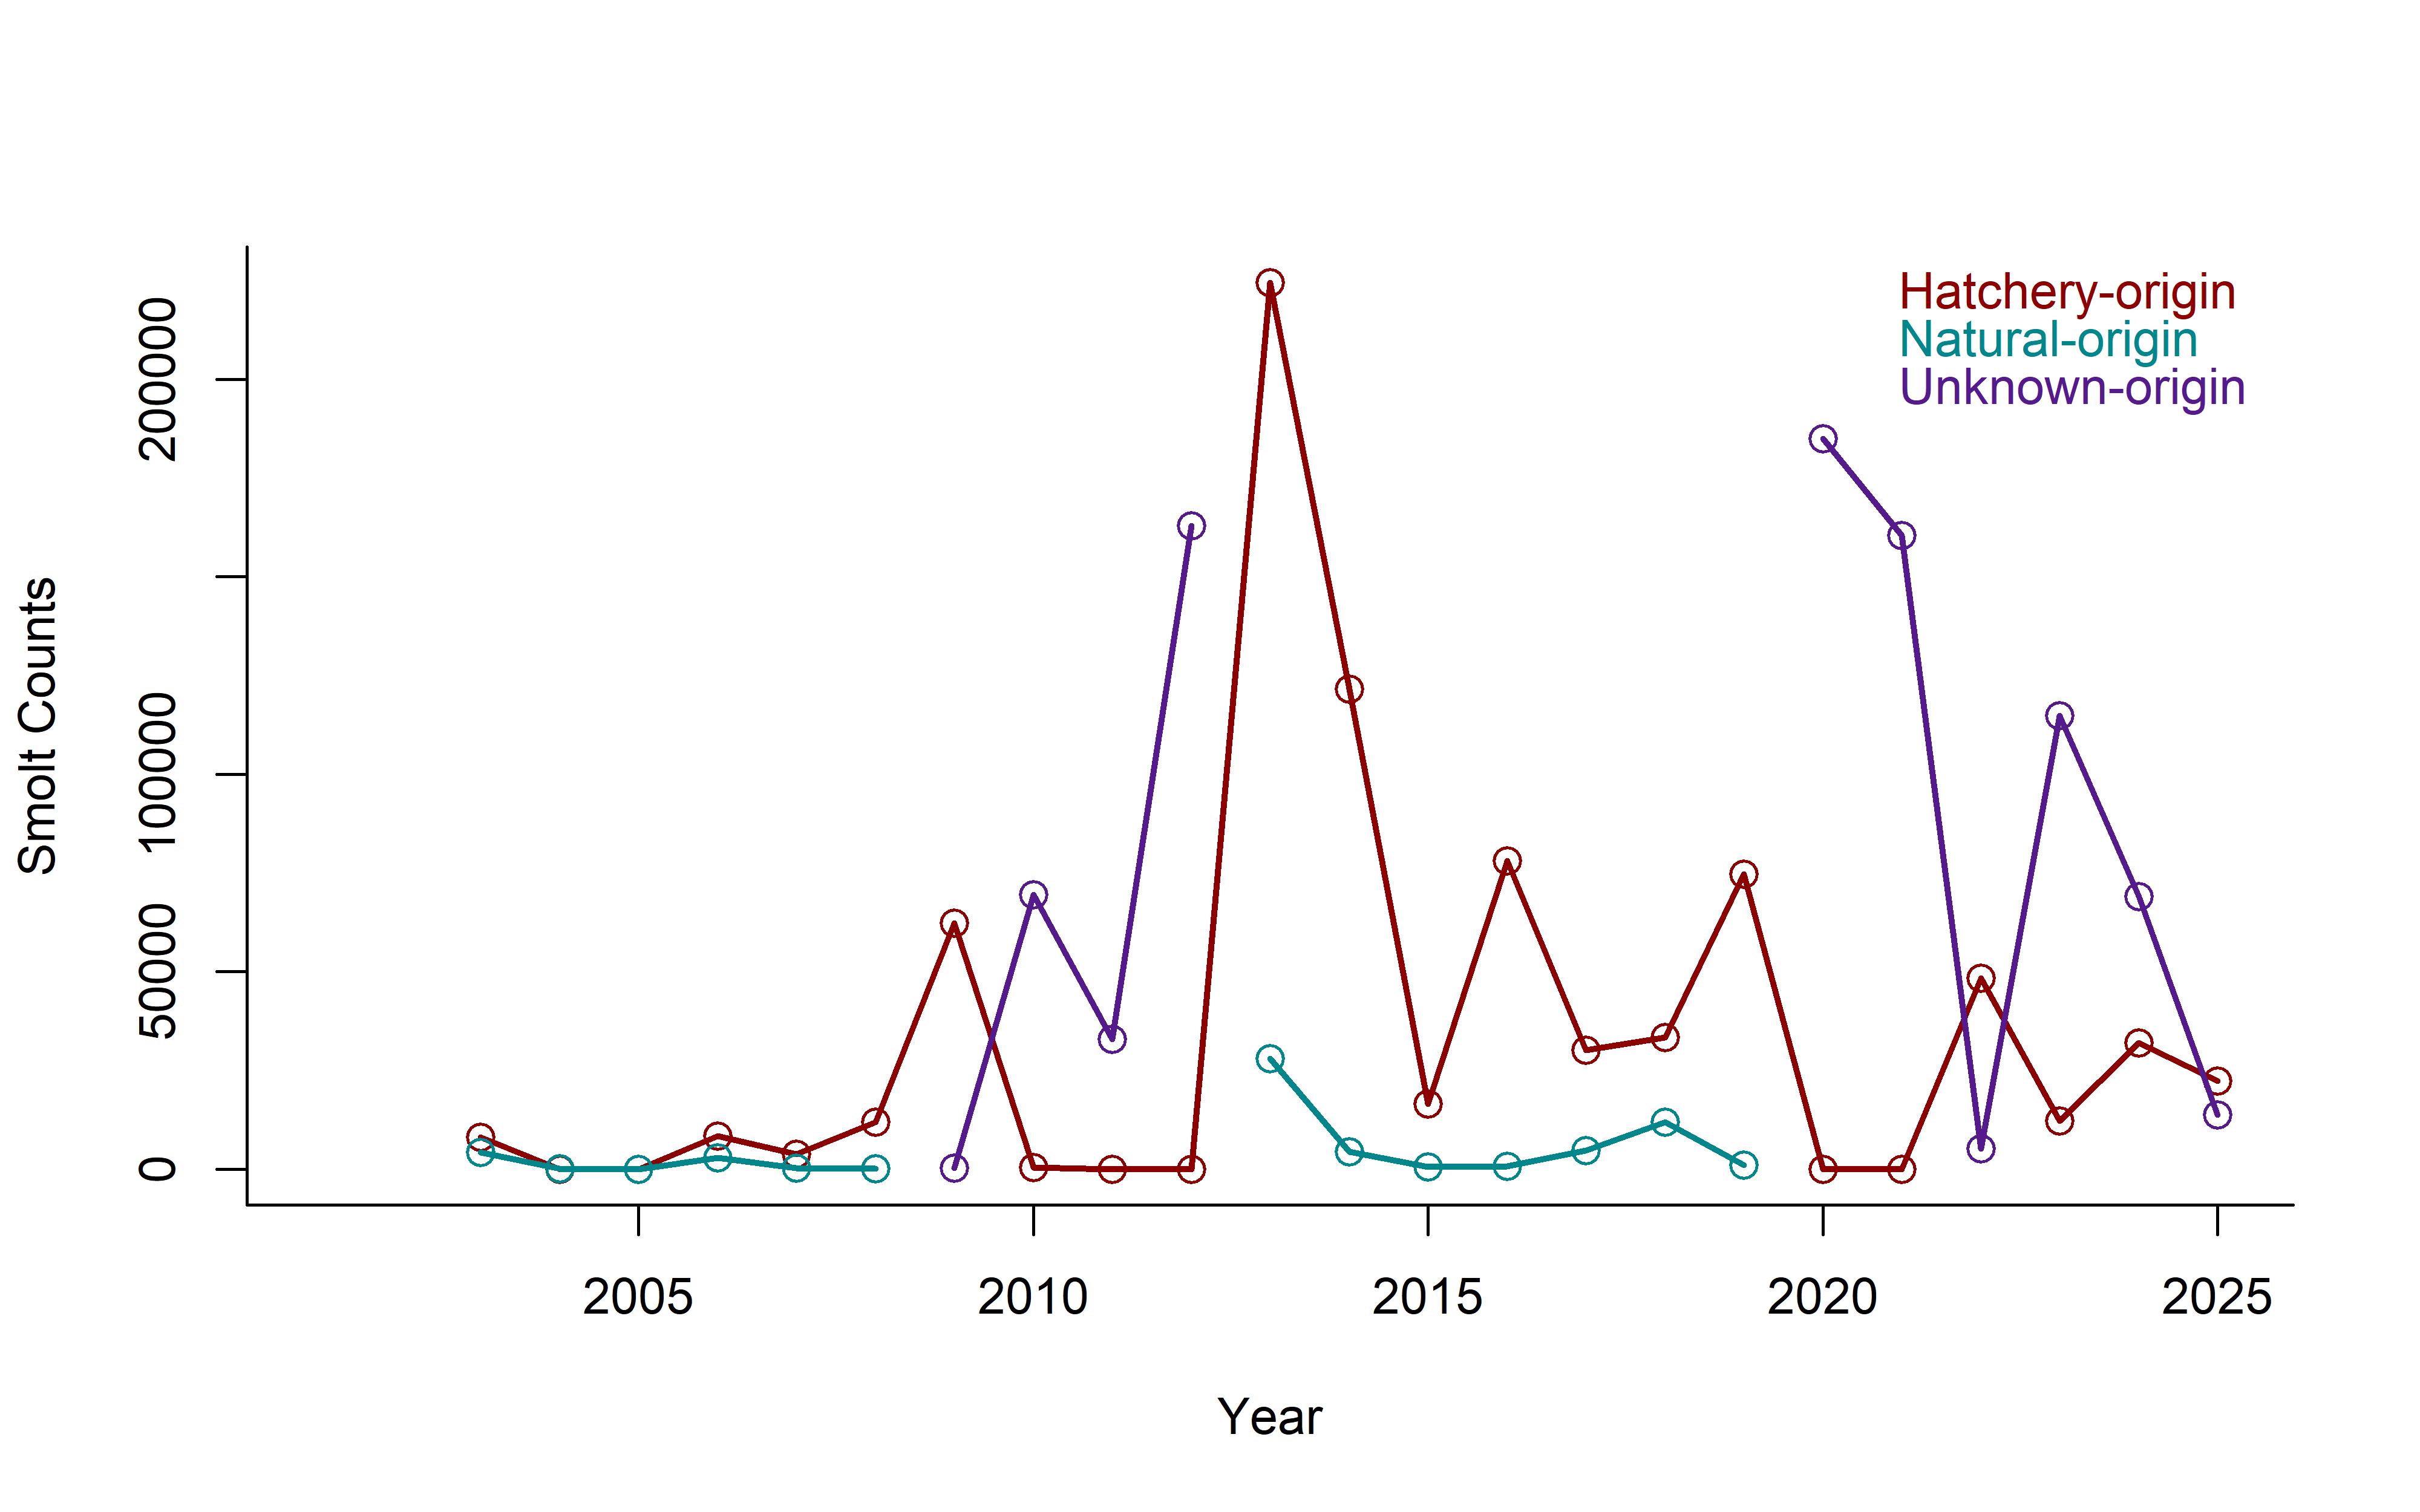 Hatchery-origin
Natural-origin
Unknown-origin
Smolt Counts
200000
100000
50000
0
2005 2010 2015 2020 2025
Year